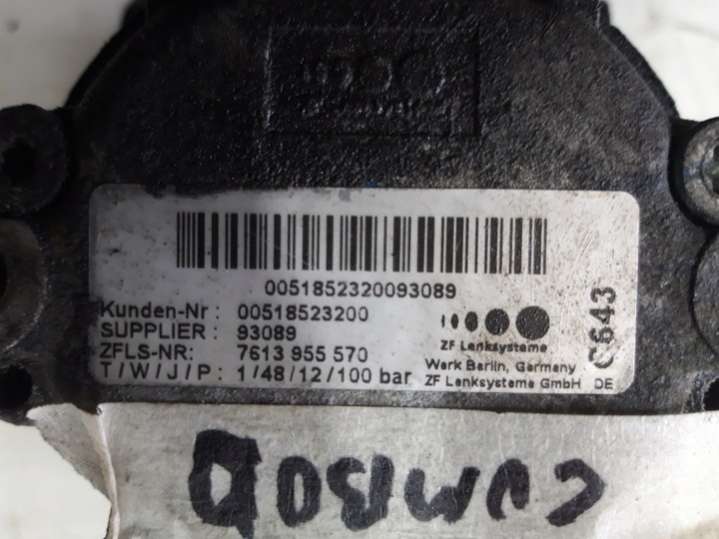 0051852320093089
Kunden-Nr : 00518523200
SUPPLIER : 93089
ZFLS-NR: 7613 955 570
T / W / J / P : 1 / 48 / 12 / 100 bar
ZF Lenksysteme
Werk Berlin, Germany
ZF Lenksysteme GmbH DE
C643